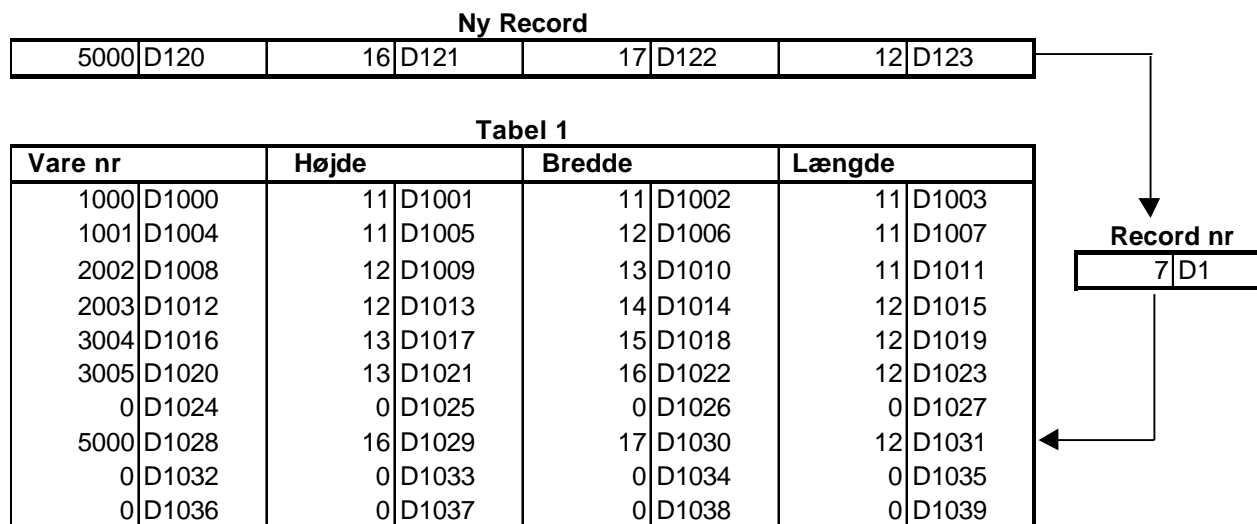 Ny Record
5000 D120 16 D121 17 D122 12 D123
Tabel 1
Vare nr Højde Bredde Længde
1000 D1000 11 D1001 11 D1002 11 D1003
1001 D1004 11 D1005 12 D1006 11 D1007
2002 D1008 12 D1009 13 D1010 11 D1011
2003 D1012 12 D1013 14 D1014 12 D1015
3004 D1016 13 D1017 15 D1018 12 D1019
3005 D1020 13 D1021 16 D1022 12 D1023
0 D1024 0 D1025 0 D1026 0 D1027
5000 D1028 16 D1029 17 D1030 12 D1031
0 D1032 0 D1033 0 D1034 0 D1035
0 D1036 0 D1037 0 D1038 0 D1039
Record nr
7 D1